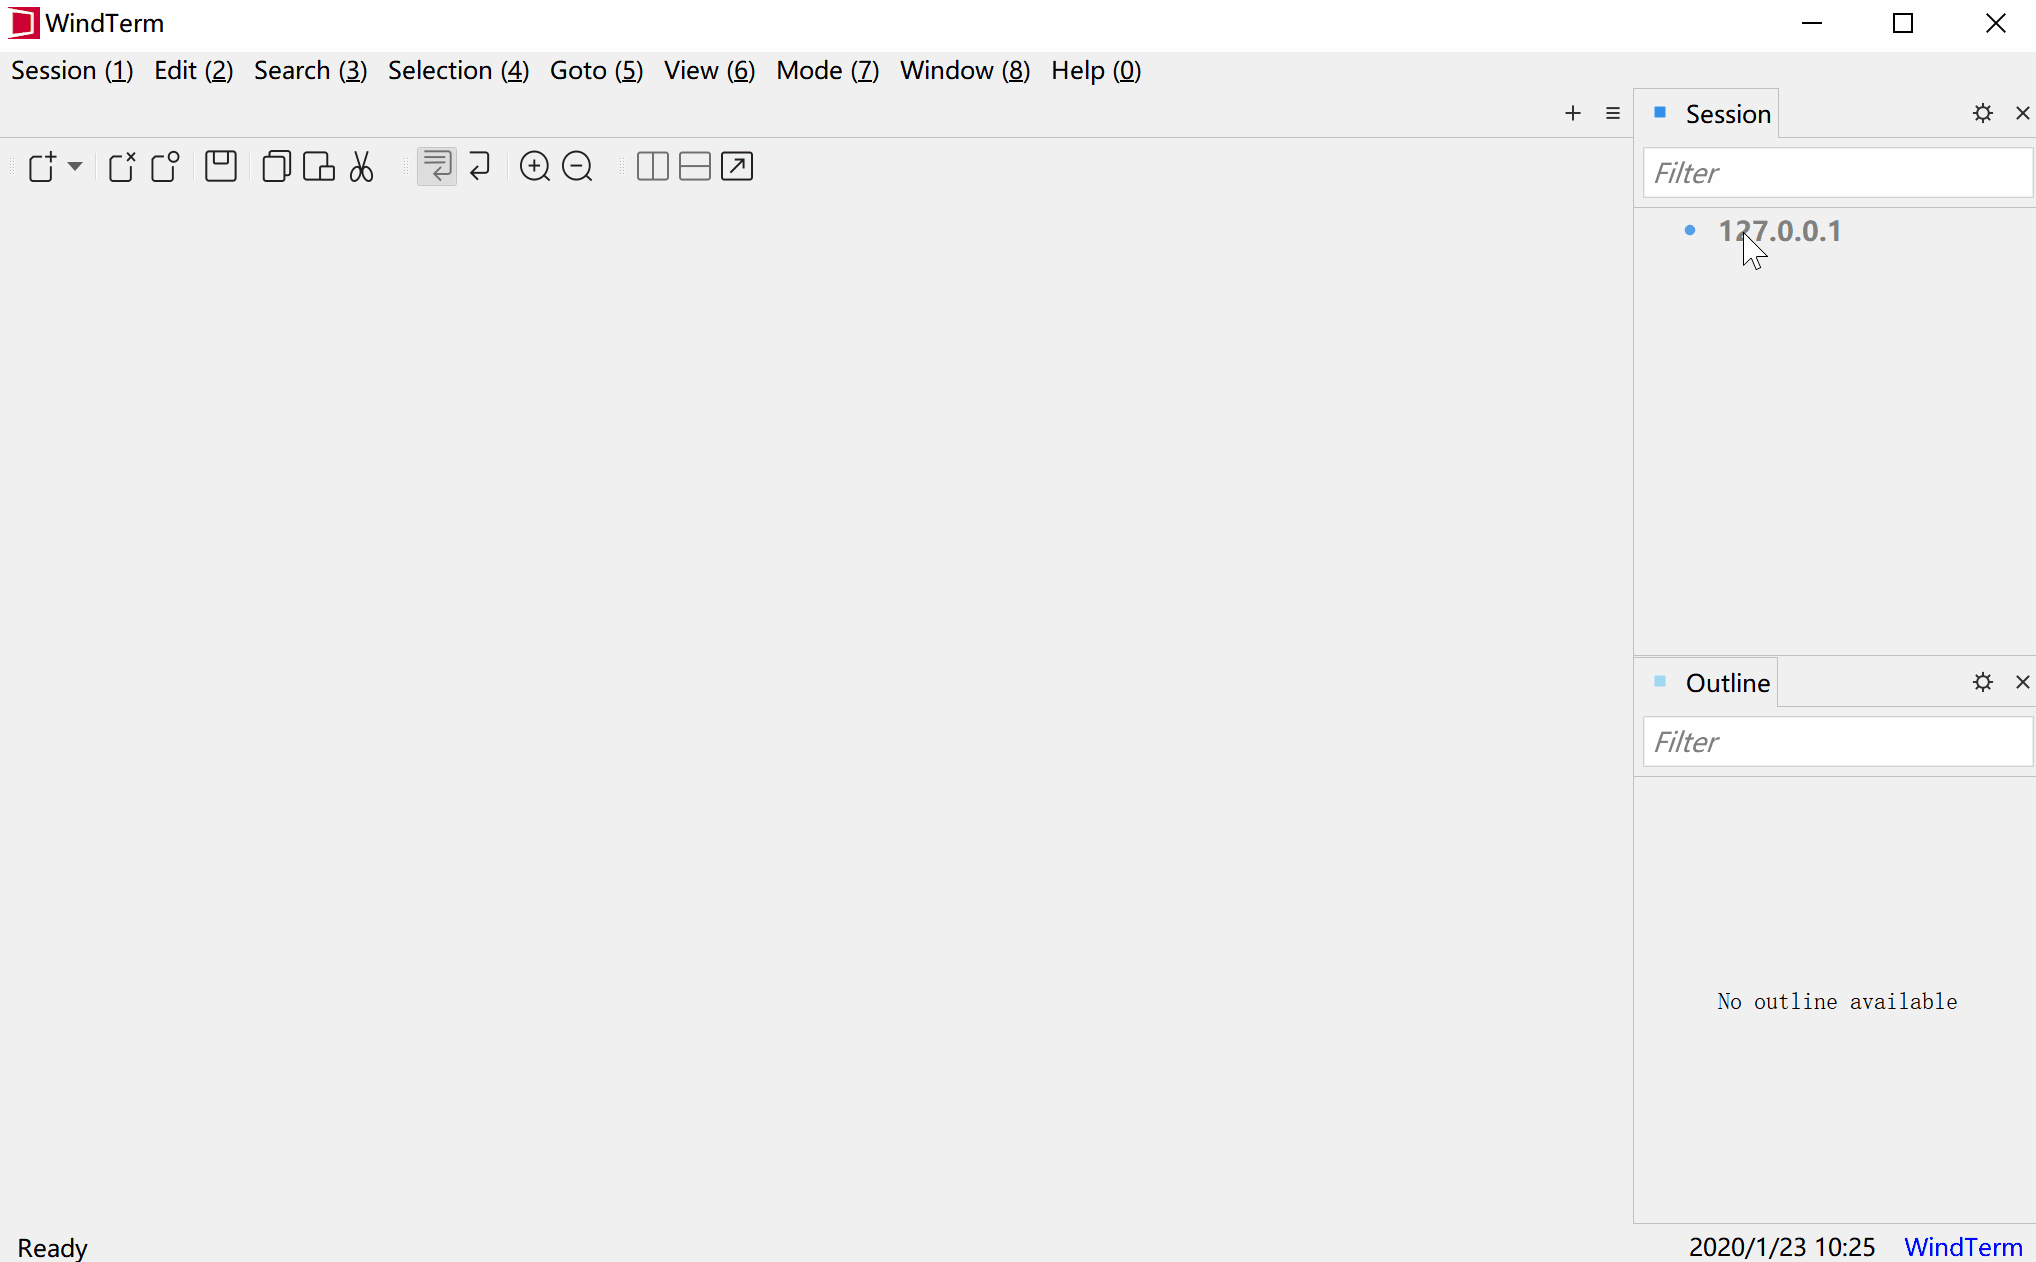 WindTerm
Session (1) Edit (2) Search (3) Selection (4) Goto (5) View (6) Mode (7) Window (8) Help (0)
Session
Filter
127.0.0.1
Outline
Filter
No outline available
Ready 2020/1/23 10:25 WindTerm